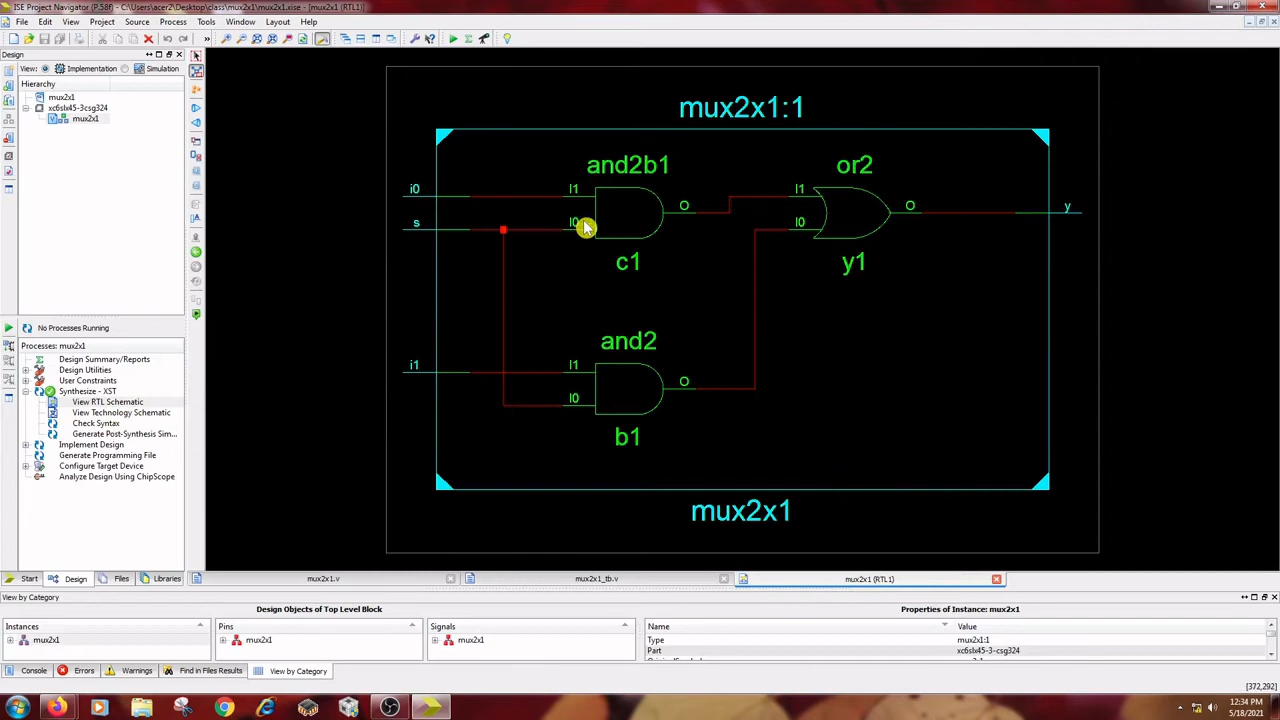 ISE Project Navigator (P.58f) - C:\Users\acer2\Desktop\class\mux2x1\mux2x1.xise - [mux2x1 (RTL1)]
File Edit View Project Source Process Tools Window Layout Help
Design
View: Implementation Simulation
Hierarchy
mux2x1
xc6slx45-3csg324
mux2x1
No Processes Running
Processes: mux2x1
Design Summary/Reports
Design Utilities
User Constraints
Synthesize - XST
View RTL Schematic
View Technology Schematic
Check Syntax
Generate Post-Synthesis Sim...
Implement Design
Generate Programming File
Configure Target Device
Analyze Design Using ChipScope
Start Design Files Libraries
mux2x1:1
and2b1 or2
i0 I1 O I1 O y
s I0 I0
c1 y1
and2
i1 I1 O
I0
b1
mux2x1
mux2x1.v mux2x1_tb.v mux2x1 (RTL1)
View by Category
Design Objects of Top Level Block Properties of Instance: mux2x1
Instances Pins Signals Name Value
mux2x1 mux2x1 mux2x1 Type mux2x1:1
Part xc6slx45-3-csg324
Console Errors Warnings Find in Files Results View by Category
[372,292]
12:34 PM
5/18/2021